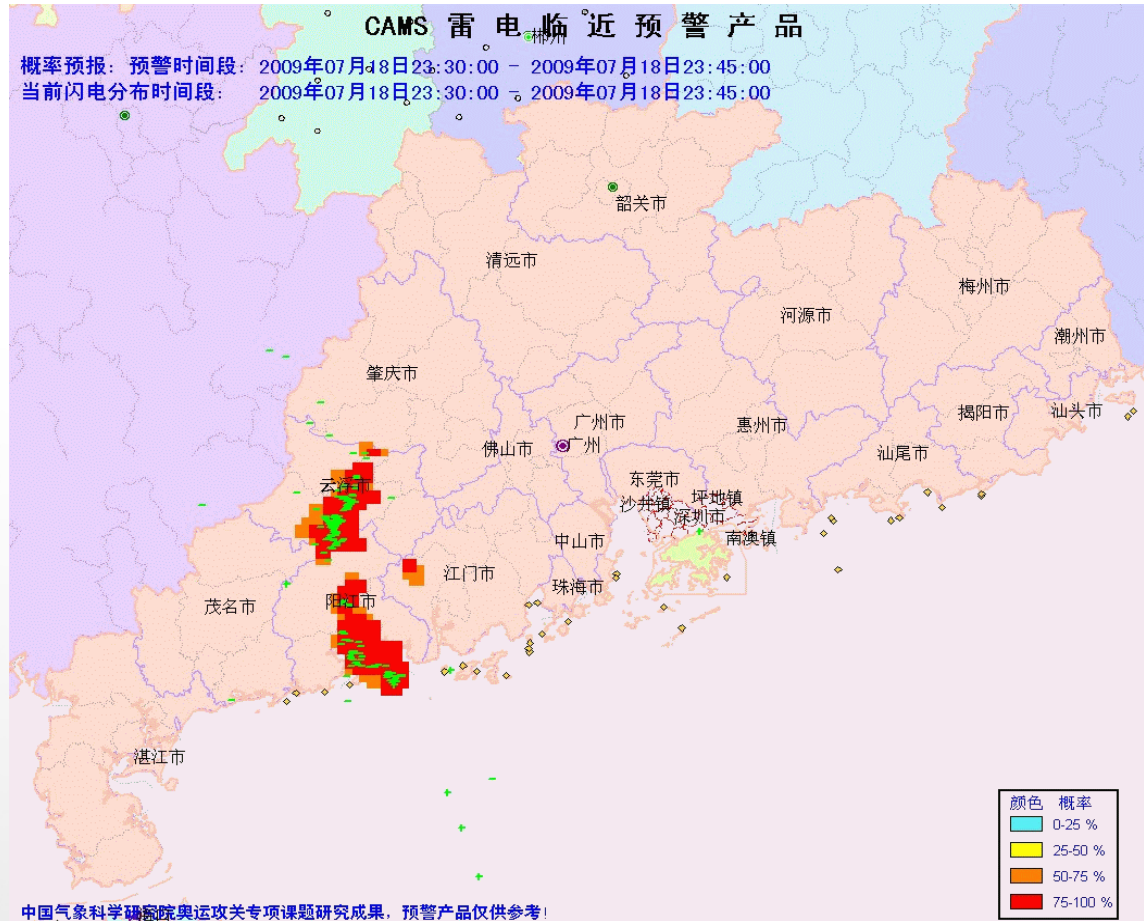 CAMS 雷 电 临 近 预 警 产 品
郴州
概率预报：预警时间段：2009年07月18日23:30:00 - 2009年07月18日23:45:00
当前闪电分布时间段：2009年07月18日23:30:00 - 2009年07月18日23:45:00
韶关市
清远市
梅州市
河源市
潮州市
肇庆市
揭阳市
汕头市
广州市
惠州市
佛山市
广州
汕尾市
东莞市
云浮市
坪地镇
沙井镇
深圳市
南澳镇
中山市
江门市
珠海市
阳江市
茂名市
湛江市
颜色 概率
0-25 %
25-50 %
50-75 %
75-100 %
中国气象科学研究院奥运攻关专项课题研究成果，预警产品仅供参考！